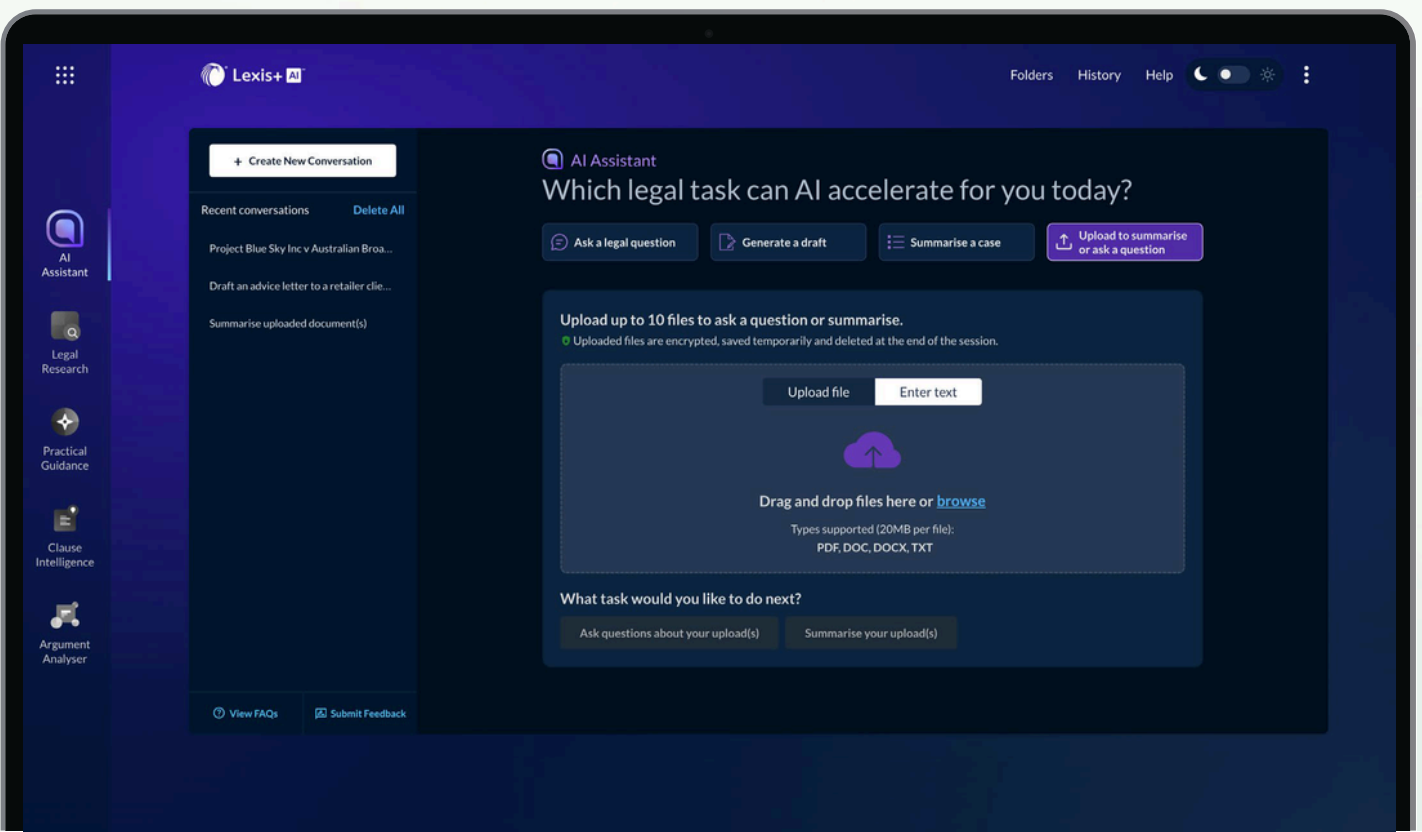 Lexis+ AI
Folders
History
Help
AI
Assistant
Legal
Research
Practical
Guidance
Clause
Intelligence
Argument
Analyser
+ Create New Conversation
Recent conversations
Delete All
Project Blue Sky Inc v Australian Broa...
Draft an advice letter to a retailer clie...
Summarise uploaded document(s)
View FAQs
Submit Feedback
AI Assistant
Which legal task can AI accelerate for you today?
Ask a legal question
Generate a draft
Summarise a case
Upload to summarise
or ask a question
Upload up to 10 files to ask a question or summarise.
Uploaded files are encrypted, saved temporarily and deleted at the end of the session.
Upload file
Enter text
Drag and drop files here or browse
Types supported (20MB per file):
PDF, DOC, DOCX, TXT
What task would you like to do next?
Ask questions about your upload(s)
Summarise your upload(s)